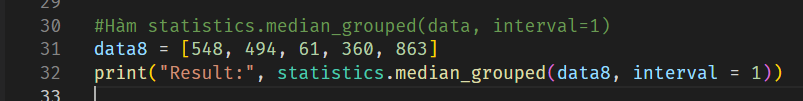 29
30 #Hàm statistics.median_grouped(data, interval=1)
31 data8 = [548, 494, 61, 360, 863]
32 print("Result:", statistics.median_grouped(data8, interval = 1))
33